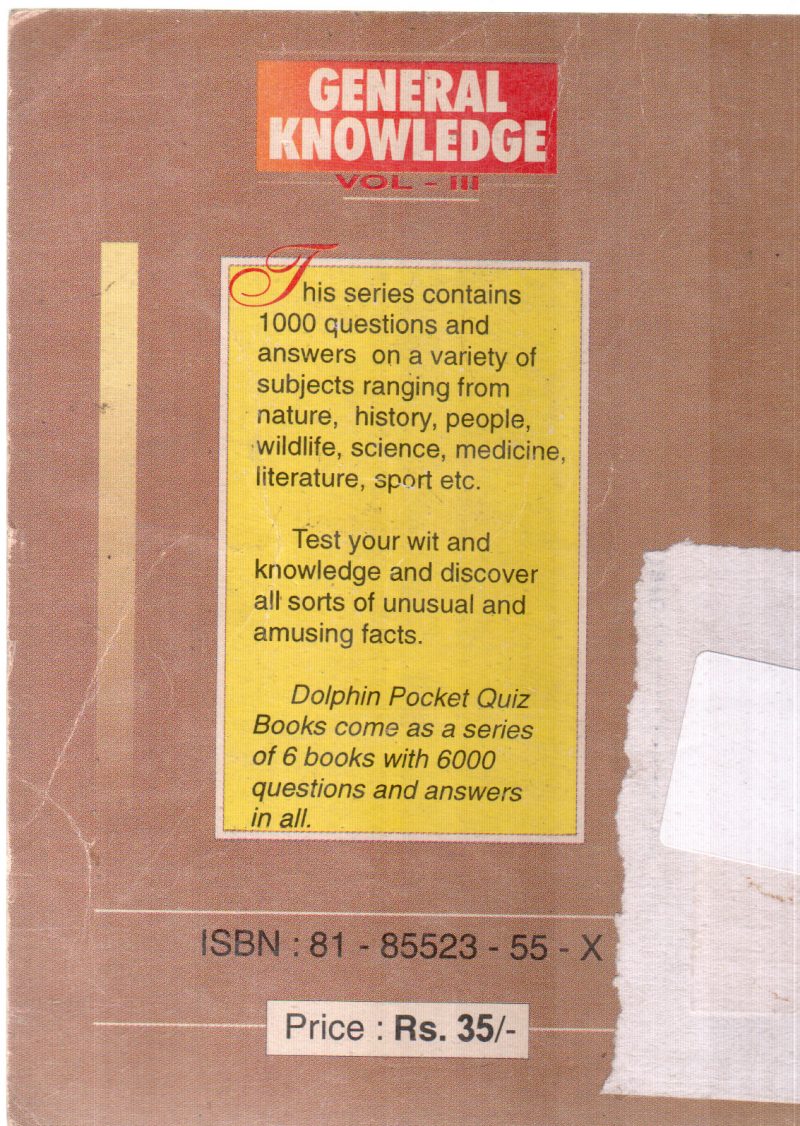 GENERAL
KNOWLEDGE
VOL - III
This series contains
1000 questions and
answers on a variety of
subjects ranging from
nature, history, people,
wildlife, science, medicine,
literature, sport etc.
Test your wit and
knowledge and discover
all sorts of unusual and
amusing facts.
Dolphin Pocket Quiz
Books come as a series
of 6 books with 6000
questions and answers
in all.
ISBN : 81 - 85523 - 55 - X
Price : Rs. 35/-